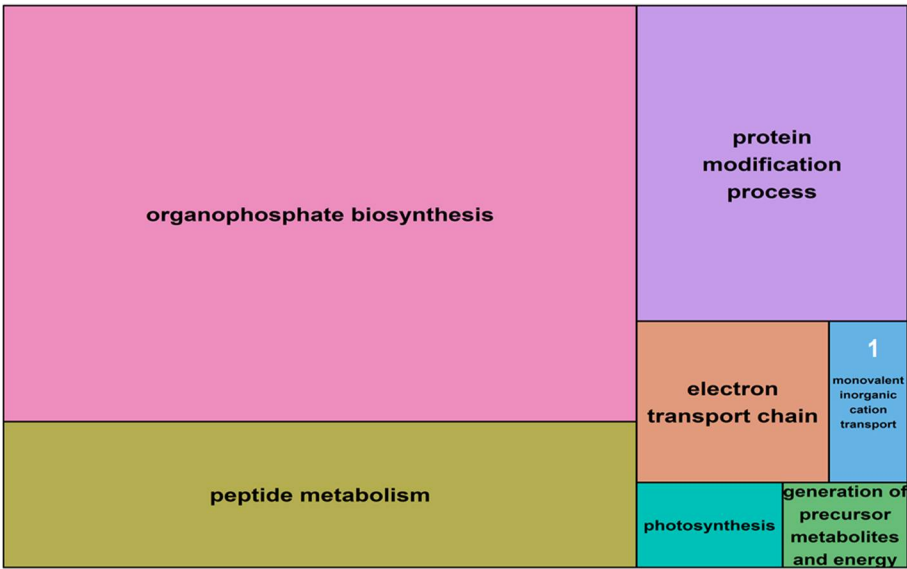 organophosphate biosynthesis
protein
modification
process
electron
transport chain
1
monovalent
inorganic
cation
transport
peptide metabolism
photosynthesis
generation of
precursor
metabolites
and energy